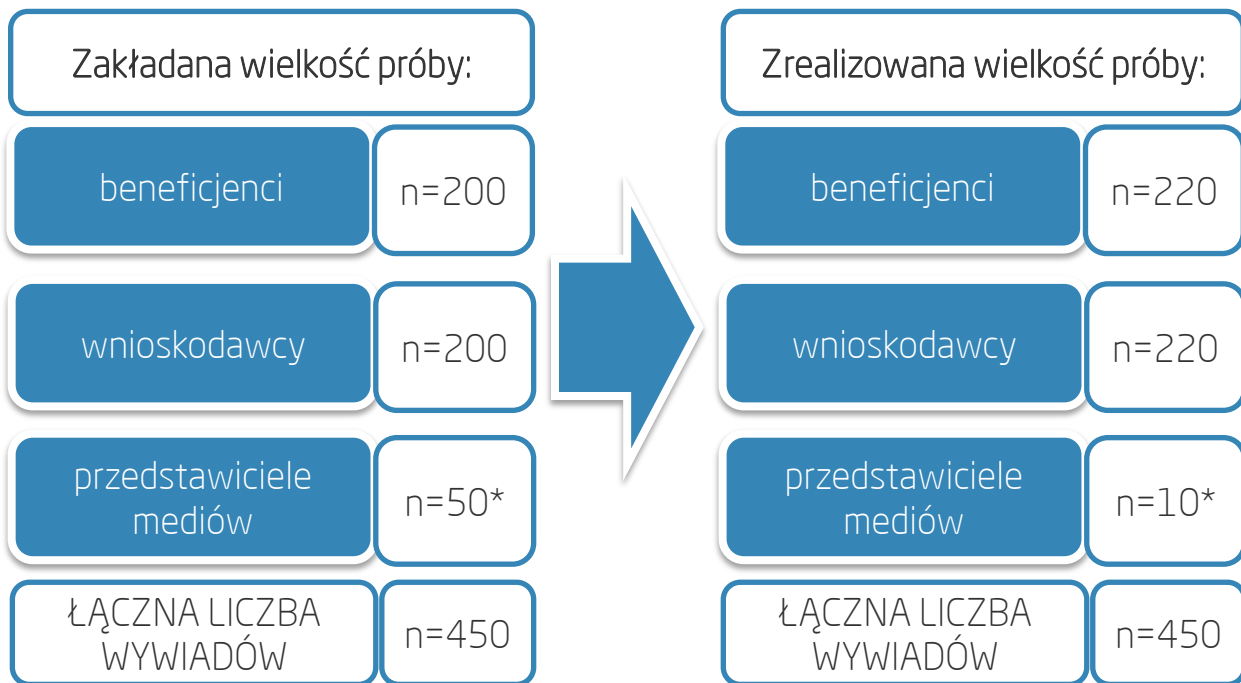 Zakładana wielkość próby:
beneficjenci
n=200
wnioskodawcy
n=200
przedstawiciele
mediów
n=50*
ŁĄCZNA LICZBA
WYWIADÓW
n=450
Zrealizowana wielkość próby:
beneficjenci
n=220
wnioskodawcy
n=220
przedstawiciele
mediów
n=10*
ŁĄCZNA LICZBA
WYWIADÓW
n=450